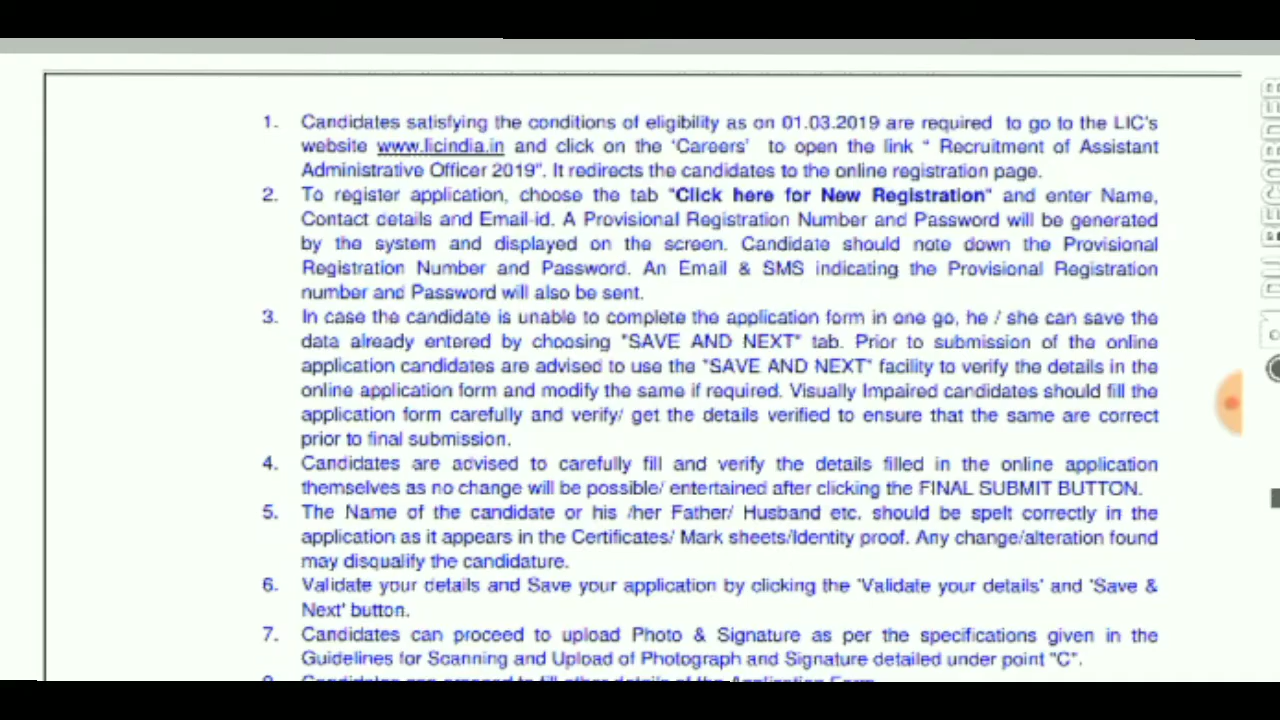 1. Candidates satisfying the conditions of eligibility as on 01.03.2019 are required to go to the LIC's
website www.licindia.in and click on the 'Careers' to open the link " Recruitment of Assistant
Administrative Officer 2019". It redirects the candidates to the online registration page.
2. To register application, choose the tab "Click here for New Registration" and enter Name,
Contact details and Email-id. A Provisional Registration Number and Password will be generated
by the system and displayed on the screen. Candidate should note down the Provisional
Registration Number and Password. An Email & SMS indicating the Provisional Registration
number and Password will also be sent.
3. In case the candidate is unable to complete the application form in one go, he / she can save the
data already entered by choosing "SAVE AND NEXT" tab. Prior to submission of the online
application candidates are advised to use the "SAVE AND NEXT" facility to verify the details in the
online application form and modify the same if required. Visually Impaired candidates should fill the
application form carefully and verify/ get the details verified to ensure that the same are correct
prior to final submission.
4. Candidates are advised to carefully fill and verify the details filled in the online application
themselves as no change will be possible/ entertained after clicking the FINAL SUBMIT BUTTON.
5. The Name of the candidate or his /her Father/ Husband etc. should be spelt correctly in the
application as it appears in the Certificates/ Mark sheets/Identity proof. Any change/alteration found
may disqualify the candidature.
6. Validate your details and Save your application by clicking the 'Validate your details' and 'Save &
Next' button.
7. Candidates can proceed to upload Photo & Signature as per the specifications given in the
Guidelines for Scanning and Upload of Photograph and Signature detailed under point "C".
8. Candidates can proceed to fill other details of the Application Form.
RECORDER